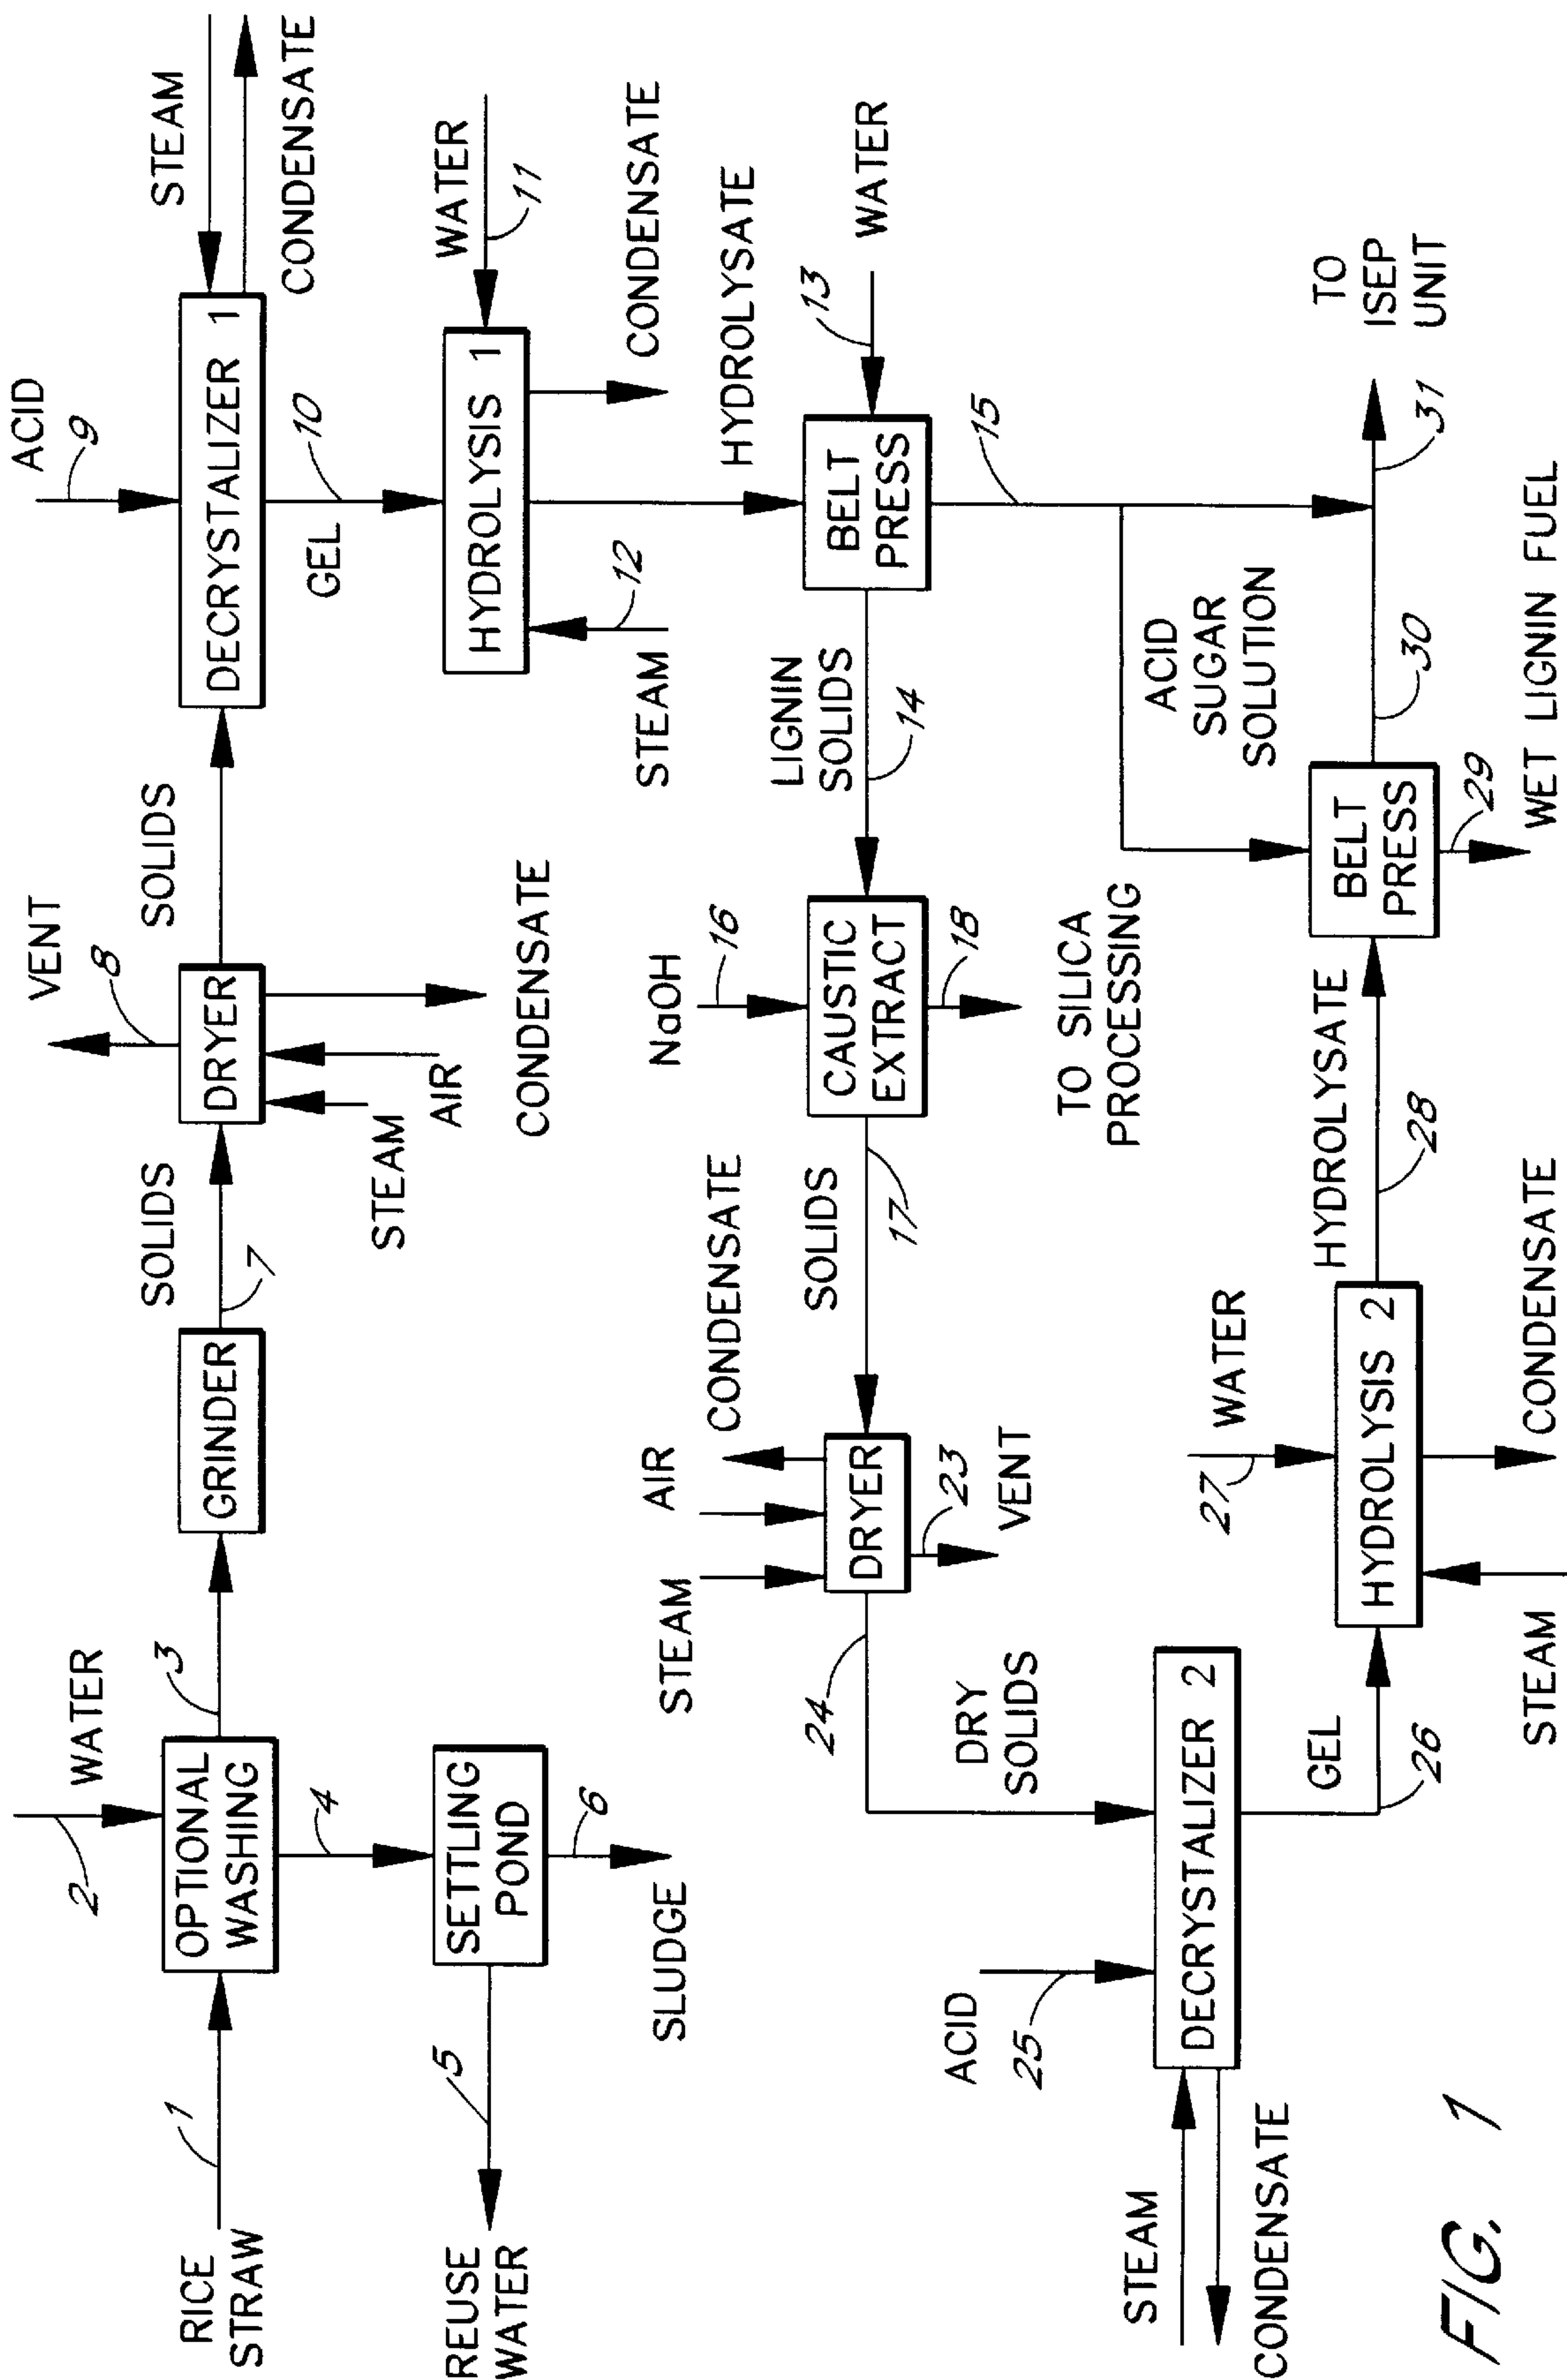 RICE
STRAW
1
WATER
2
OPTIONAL
WASHING
3
4
SETTLING
POND
5
REUSE
WATER
6
SLUDGE
GRINDER
SOLIDS
7
VENT
8
DRYER
STEAM
AIR
CONDENSATE
SOLIDS
ACID
9
DECRYSTALIZER 1
STEAM
CONDENSATE
GEL
10
WATER
11
HYDROLYSIS 1
STEAM
12
CONDENSATE
HYDROLYSATE
WATER
13
BELT
PRESS
LIGNIN
SOLIDS
14
15
NaOH
16
CAUSTIC
EXTRACT
18
TO SILICA
PROCESSING
SOLIDS
17
CONDENSATE
AIR
STEAM
DRYER
23
VENT
24
DRY
SOLIDS
ACID
25
DECRYSTALIZER 2
STEAM
CONDENSATE
GEL
26
WATER
27
HYDROLYSIS 2
STEAM
CONDENSATE
HYDROLYSATE
28
ACID
SUGAR
SOLUTION
BELT
PRESS
29
WET LIGNIN FUEL
30
31
TO
ISEP
UNIT
FIG. 1